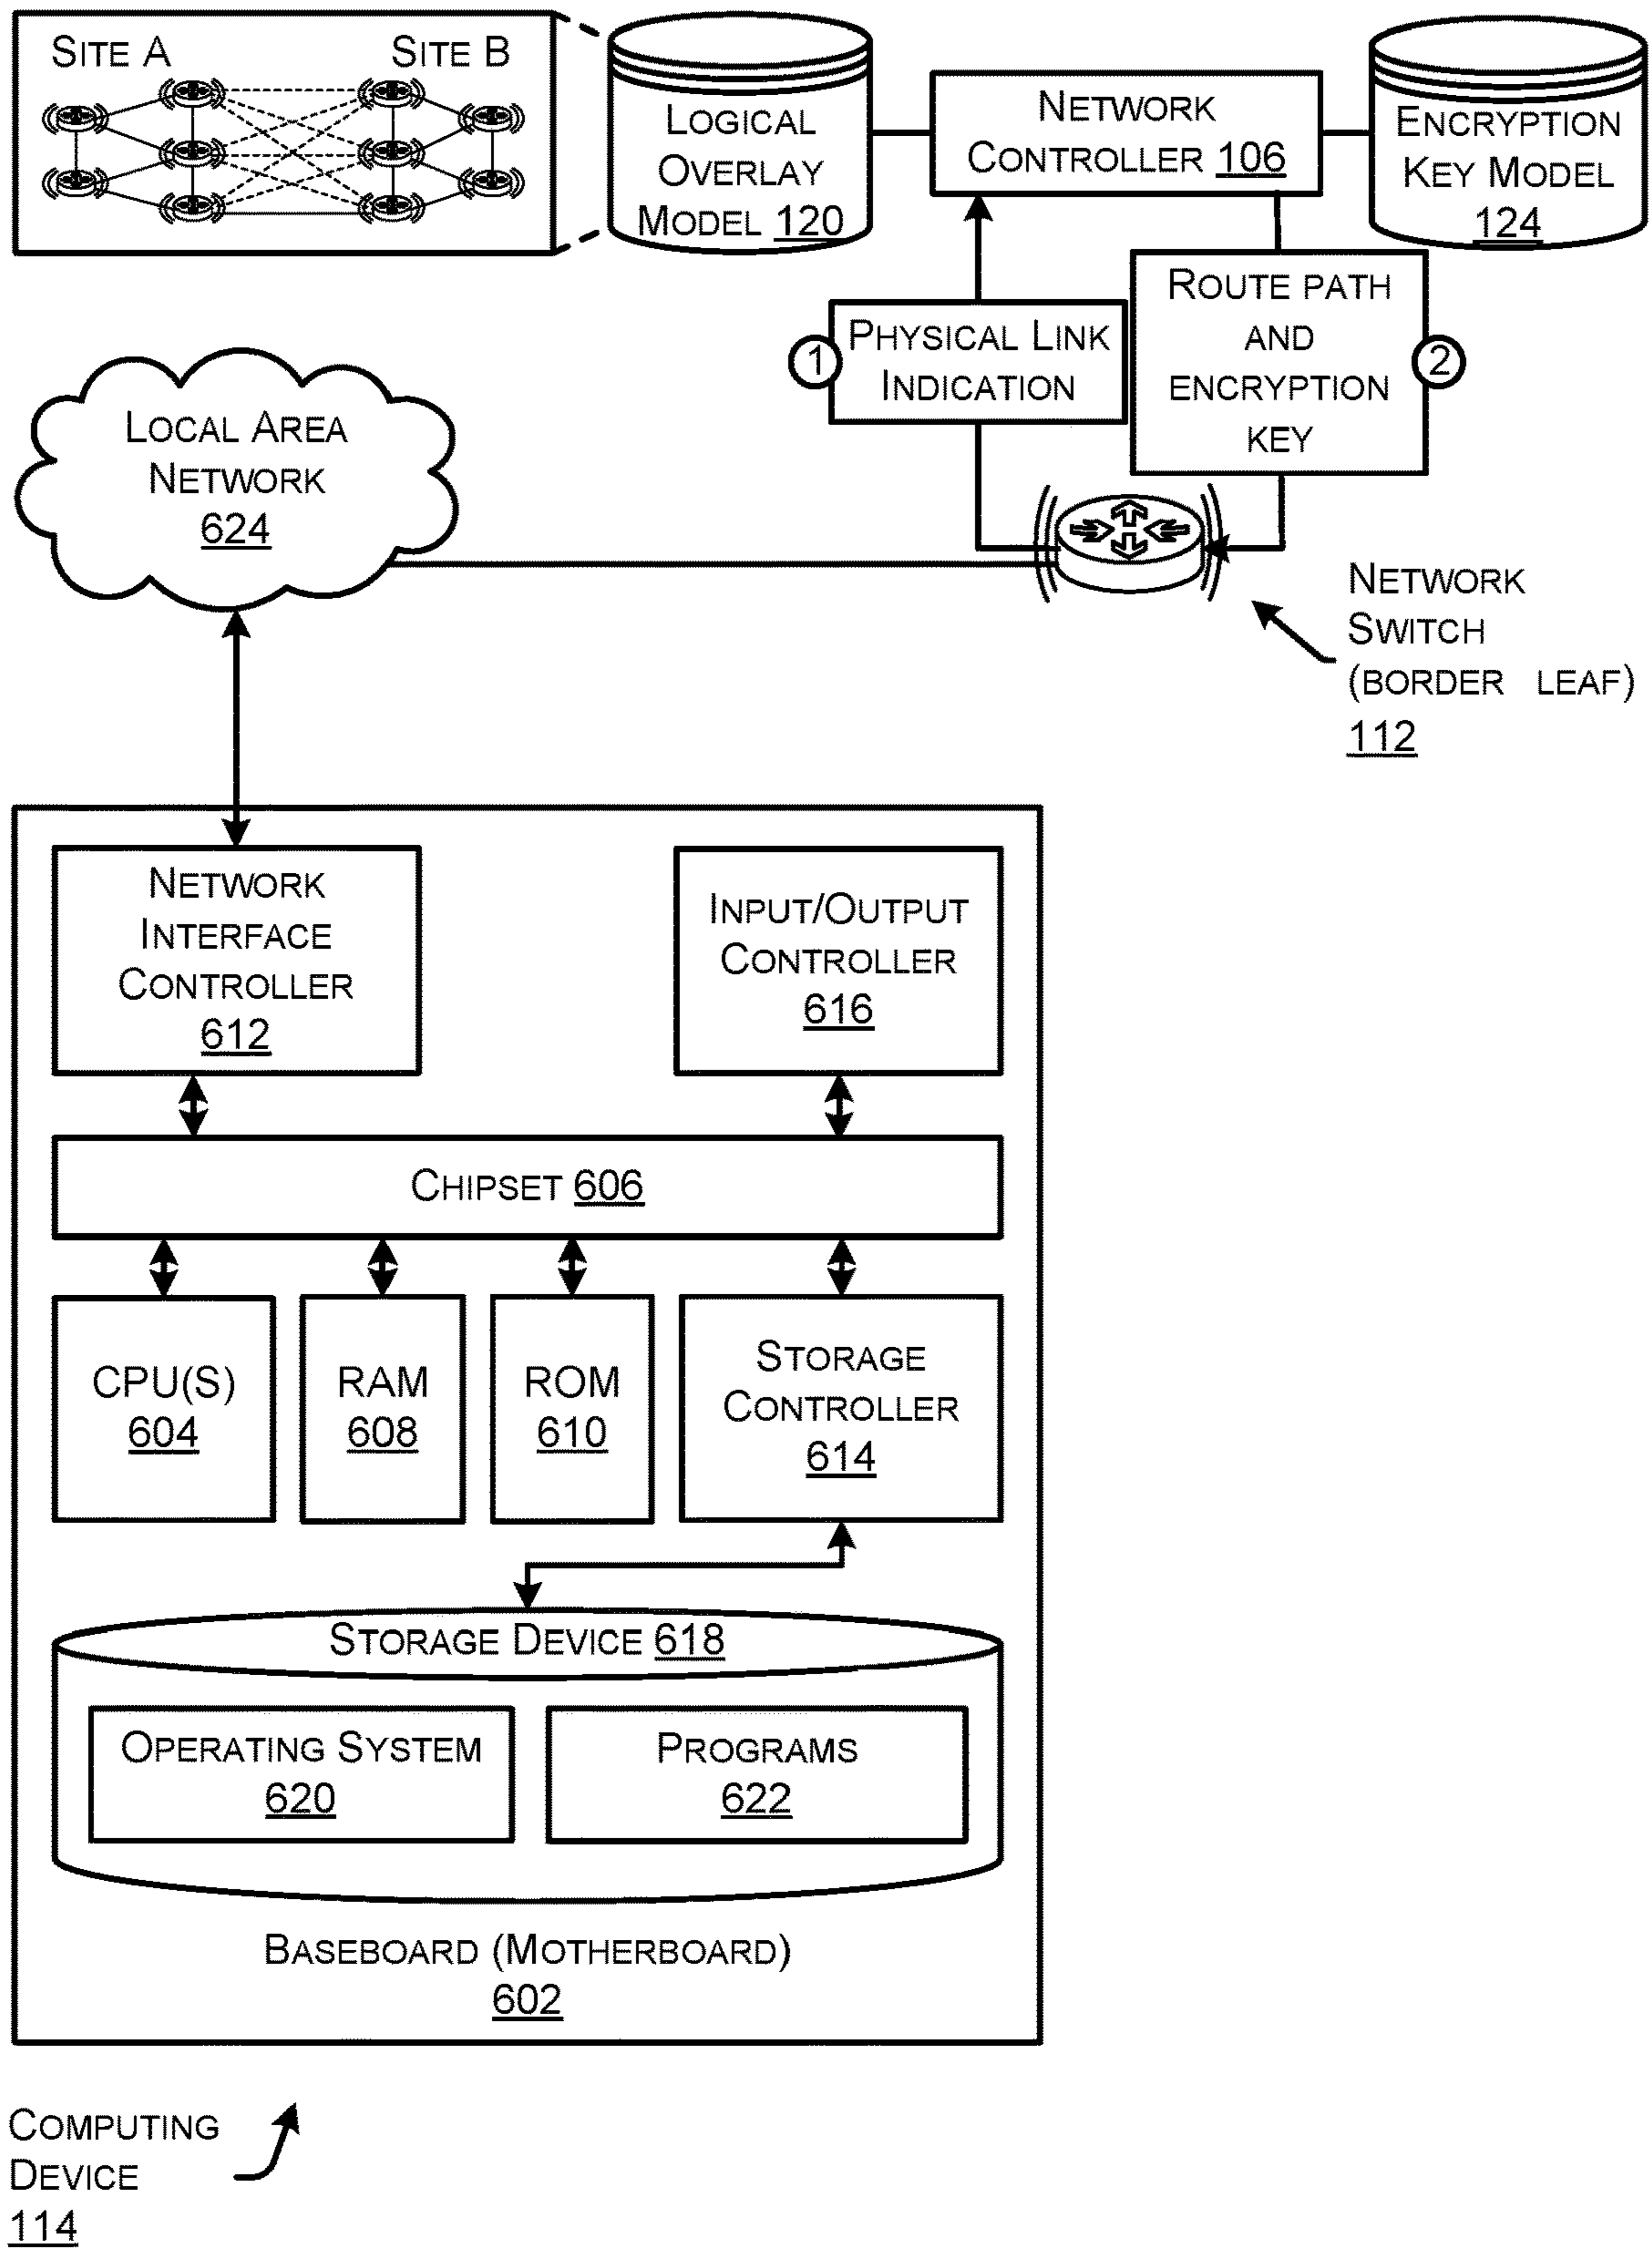 SITE A
SITE B
LOGICAL
OVERLAY
MODEL 120
NETWORK
CONTROLLER 106
ENCRYPTION
KEY MODEL
124
1
PHYSICAL LINK
INDICATION
ROUTE PATH
AND
ENCRYPTION
KEY
2
LOCAL AREA
NETWORK
624
NETWORK
SWITCH
(BORDER LEAF)
112
NETWORK
INTERFACE
CONTROLLER
612
INPUT/OUTPUT
CONTROLLER
616
CHIPSET 606
CPU(S)
604
RAM
608
ROM
610
STORAGE
CONTROLLER
614
STORAGE DEVICE 618
OPERATING SYSTEM
620
PROGRAMS
622
BASEBOARD (MOTHERBOARD)
602
COMPUTING
DEVICE
114